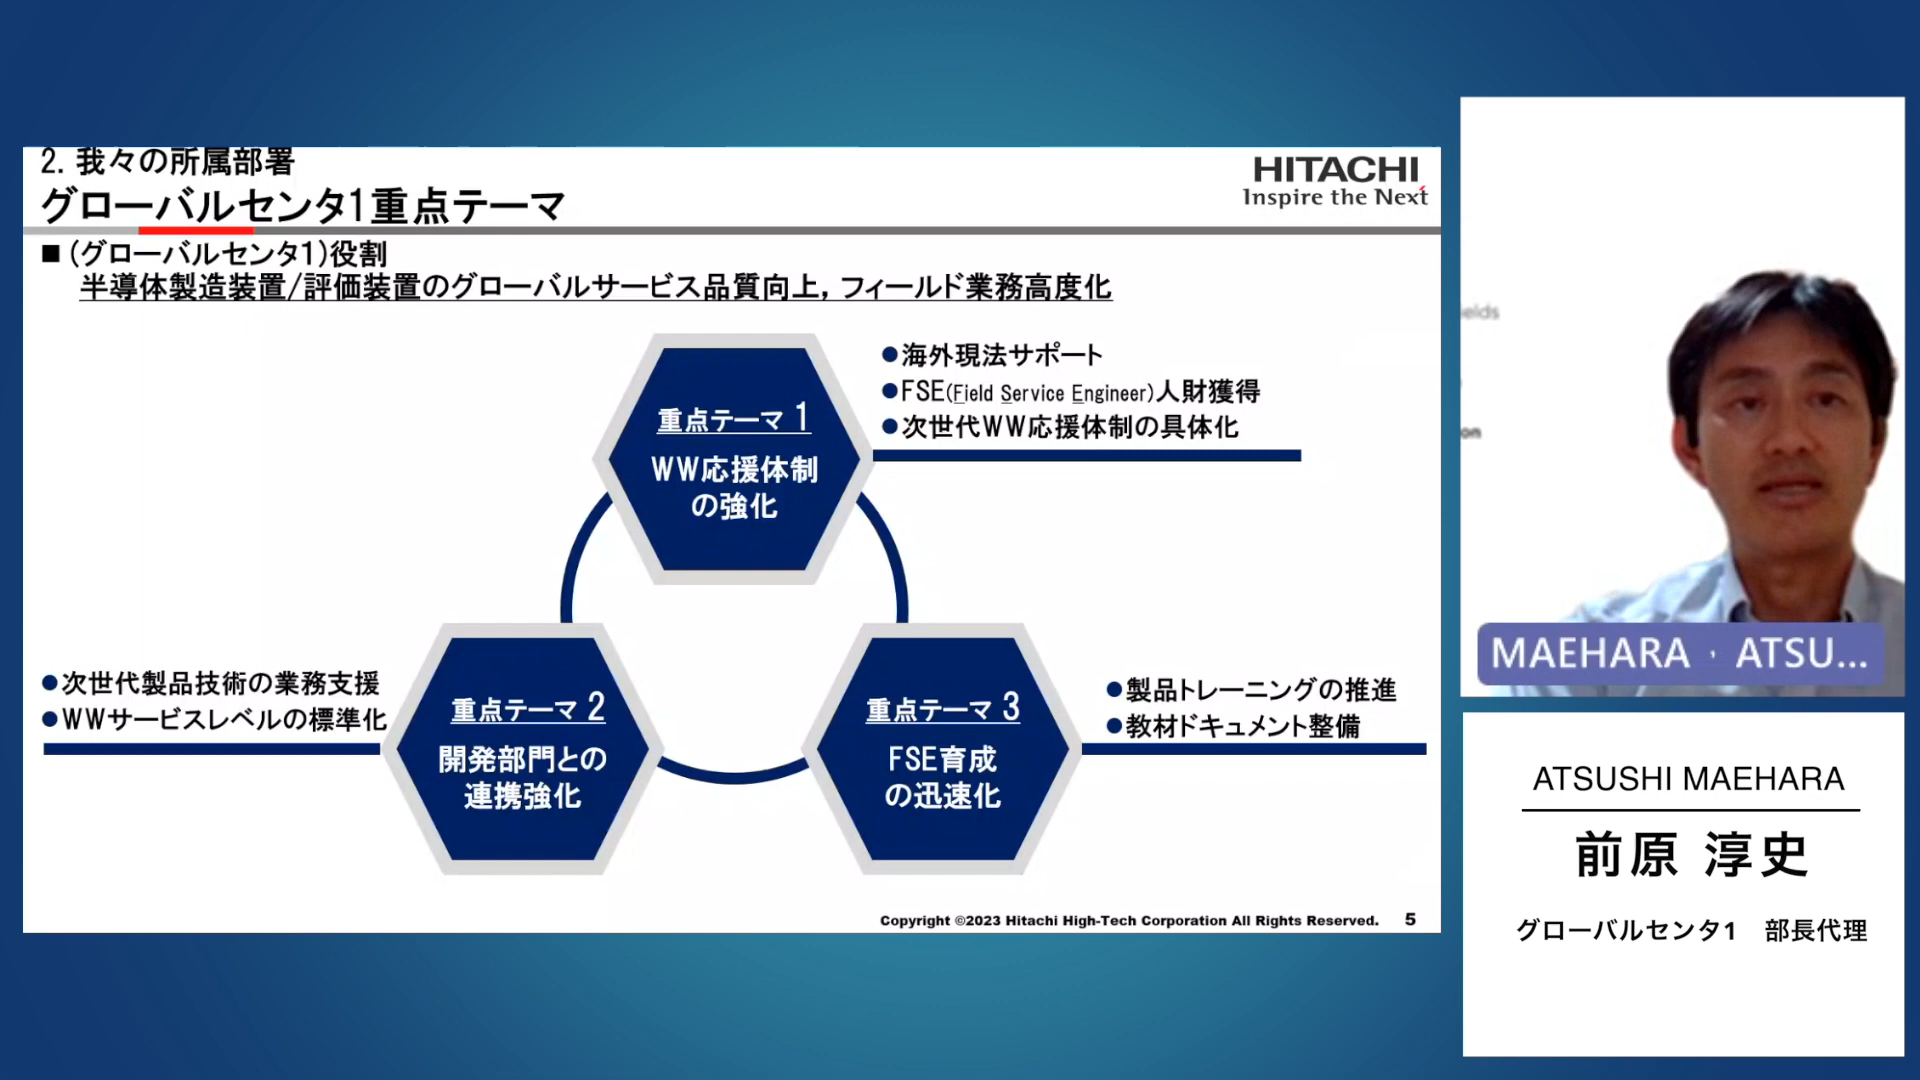 2. 我々の所属部署
グローバルセンタ1重点テーマ
HITACHI
Inspire the Next
■(グローバルセンタ1)役割
半導体製造装置/評価装置のグローバルサービス品質向上, フィールド業務高度化
重点テーマ 1
WW応援体制
の強化
●海外現法サポート
●FSE(Field Service Engineer)人財獲得
●次世代WW応援体制の具体化
●次世代製品技術の業務支援
●WWサービスレベルの標準化
重点テーマ 2
開発部門との
連携強化
重点テーマ 3
FSE育成
の迅速化
●製品トレーニングの推進
●教材ドキュメント整備
Copyright ©2023 Hitachi High-Tech Corporation All Rights Reserved. 5
ields
on
MAEHARA ・ ATSU...
ATSUSHI MAEHARA
前原 淳史
グローバルセンタ1 部長代理